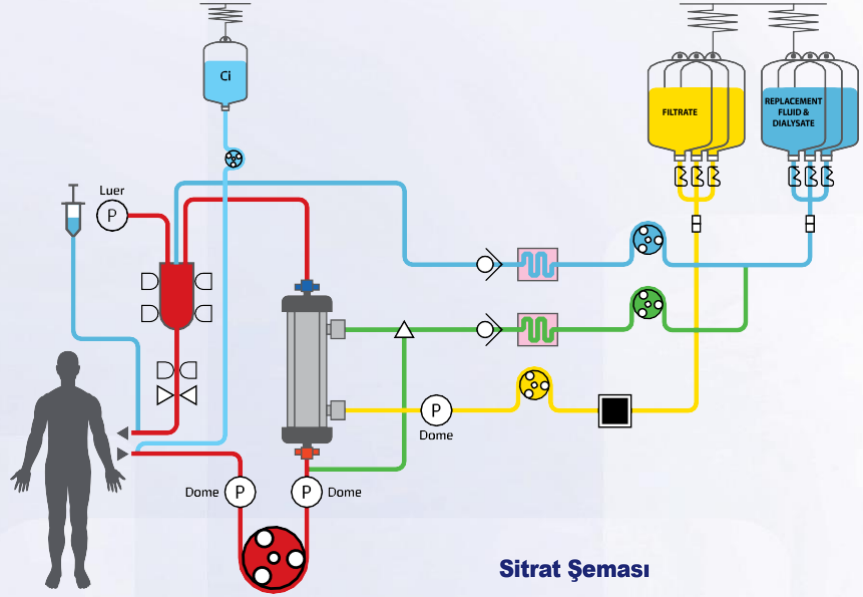 Ci
FILTRATE
REPLACEMENT
FLUID &
DIALYSATE
Luer
P
P
Dome
Dome
P
P
Dome
Sitrat Şeması